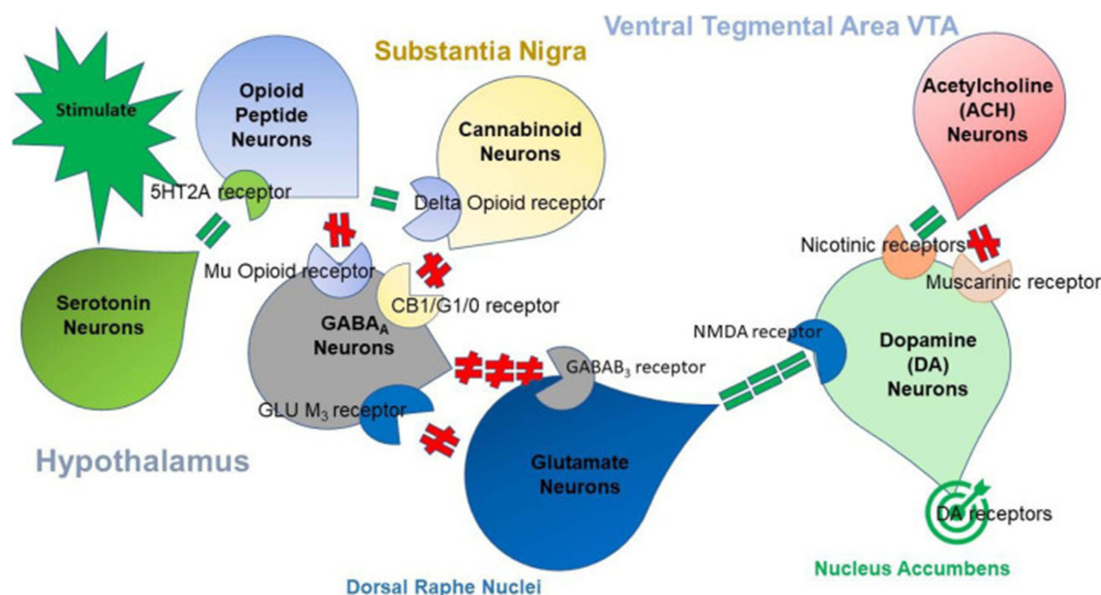 Ventral Tegmental Area VTA
Substantia Nigra
Stimulate
Opioid
Peptide
Neurons
Cannabinoid
Neurons
Acetylcholine
(ACH)
Neurons
5HT2A receptor
Delta Opioid receptor
Nicotinic receptors
Mu Opioid receptor
Muscarinic receptor
Serotonin
Neurons
CB1/G1/0 receptor
GABAA
Neurons
NMDA receptor
Dopamine
(DA)
Neurons
GABAB3 receptor
GLU M3 receptor
Hypothalamus
Glutamate
Neurons
DA receptors
Nucleus Accumbens
Dorsal Raphe Nuclei